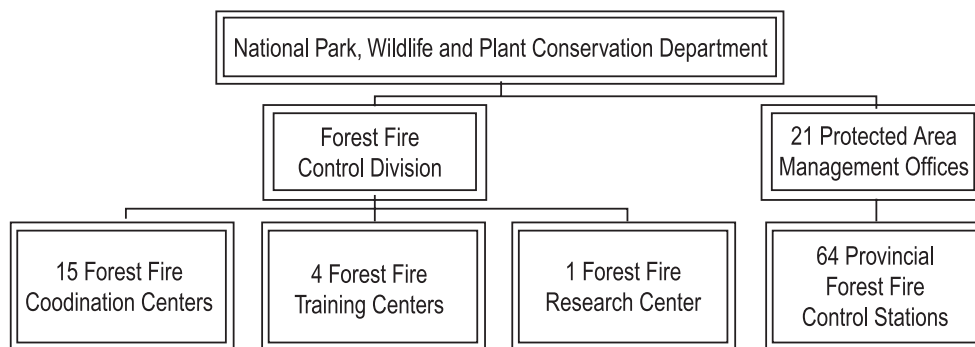 National Park, Wildlife and Plant Conservation Department
Forest Fire
Control Division
21 Protected Area
Management Offices
15 Forest Fire
Coodination Centers
4 Forest Fire
Training Centers
1 Forest Fire
Research Center
64 Provincial
Forest Fire
Control Stations